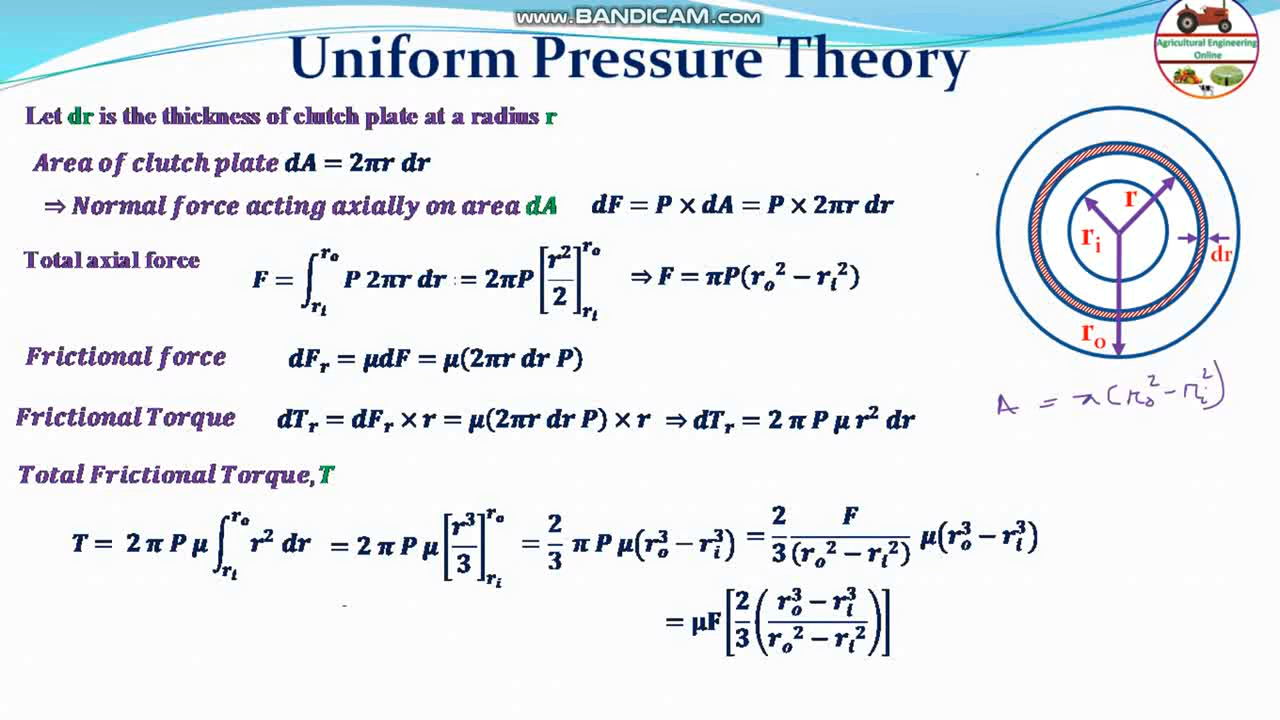 www.BANDICAM.com
Uniform Pressure Theory
Agricultural Engineering
Online
Let dr is the thickness of clutch plate at a radius r
Area of clutch plate dA = 2πr dr
⇒ Normal force acting axially on area dA dF = P × dA = P × 2πr dr
Total axial force F = ∫_{r_i}^{r_o} P 2πr dr = 2πP [r²/2]_{r_i}^{r_o} ⇒ F = πP(r_o² − r_i²)
Frictional force dF_r = μdF = μ(2πr dr P)
Frictional Torque dT_r = dF_r × r = μ(2πr dr P) × r ⇒ dT_r = 2 π P μ r² dr
Total Frictional Torque, T
T = 2 π P μ ∫_{r_i}^{r_o} r² dr = 2 π P μ [r³/3]_{r_i}^{r_o} = 2/3 π P μ(r_o³ − r_i³) = 2/3 F/(r_o² − r_i²) μ(r_o³ − r_i³)
= μF[2/3 ((r_o³ − r_i³)/(r_o² − r_i²))]
r
r_i
dr
r_o
A = π(r_o² − r_i²)